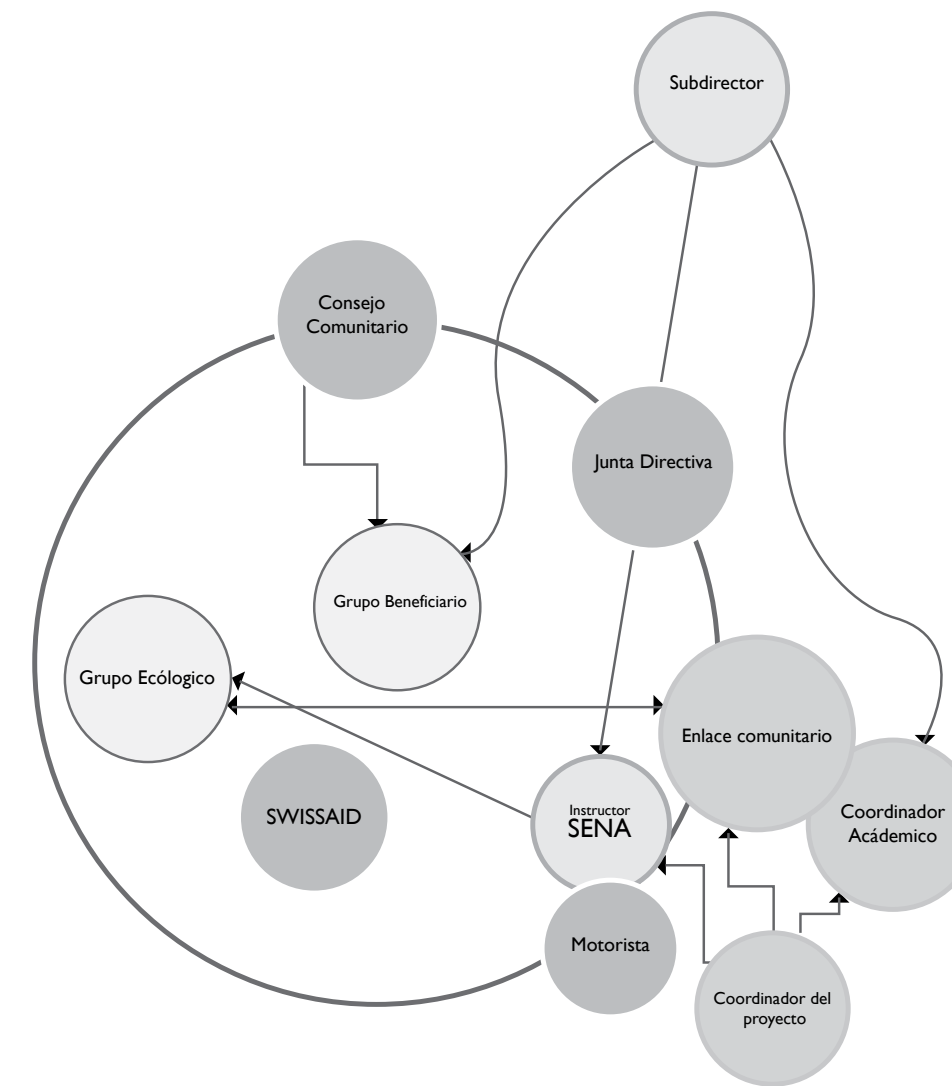 Subdirector
Consejo
Comunitario
Junta Directiva
Grupo Beneficiario
Grupo Ecólogico
Enlace comunitario
SWISSAID
Instructor
SENA
Coordinador
Acádemico
Motorista
Coordinador del
proyecto